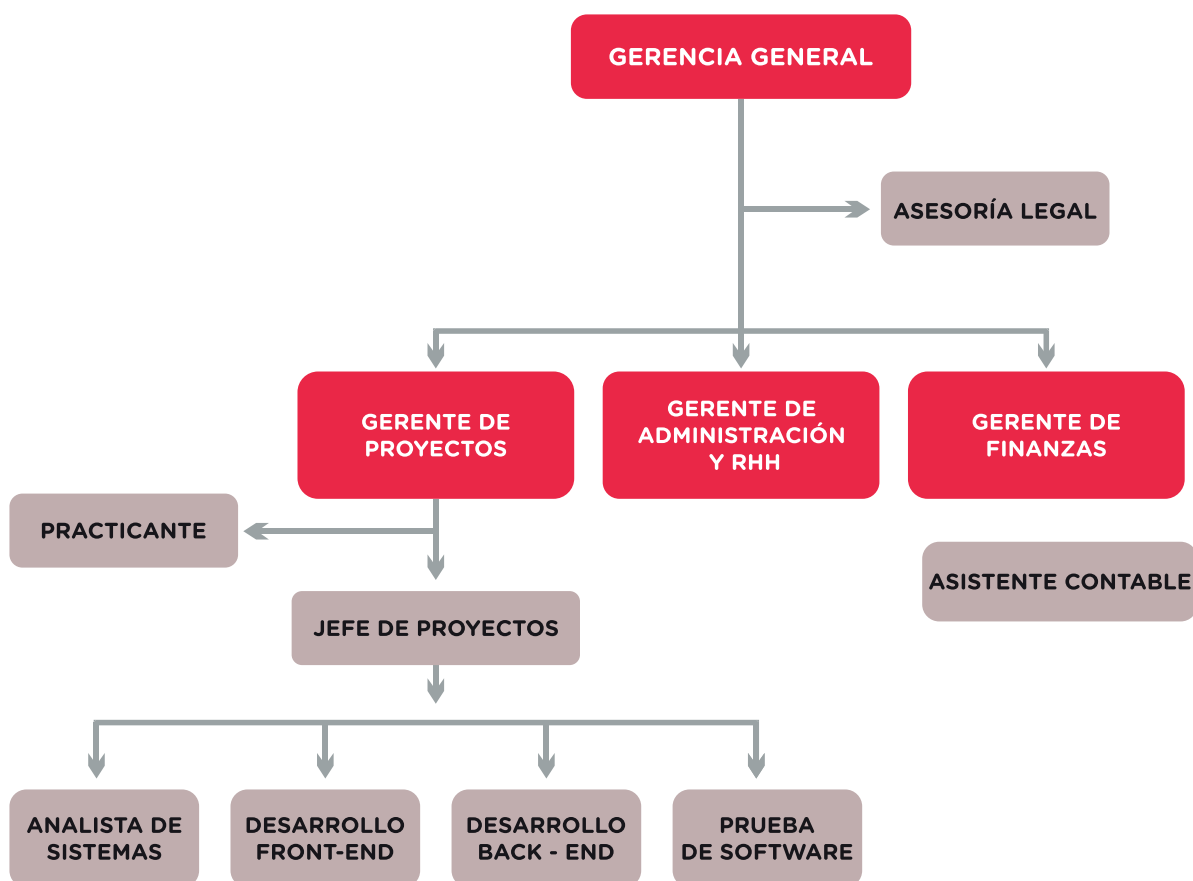 GERENCIA GENERAL
ASESORÍA LEGAL
GERENTE DE
PROYECTOS
GERENTE DE
ADMINISTRACIÓN
Y RHH
GERENTE DE
FINANZAS
PRACTICANTE
ASISTENTE CONTABLE
JEFE DE PROYECTOS
ANALISTA DE
SISTEMAS
DESARROLLO
FRONT-END
DESARROLLO
BACK - END
PRUEBA
DE SOFTWARE